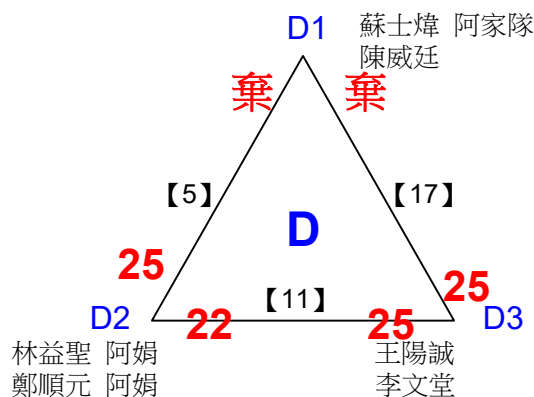 D1 蘇士煒 阿家隊
陳威廷
棄 棄
【5】 【17】
D
25 【11】 25
D2 22 25 D3
林益聖 阿娟 王陽誠
鄭順元 阿娟 李文堂